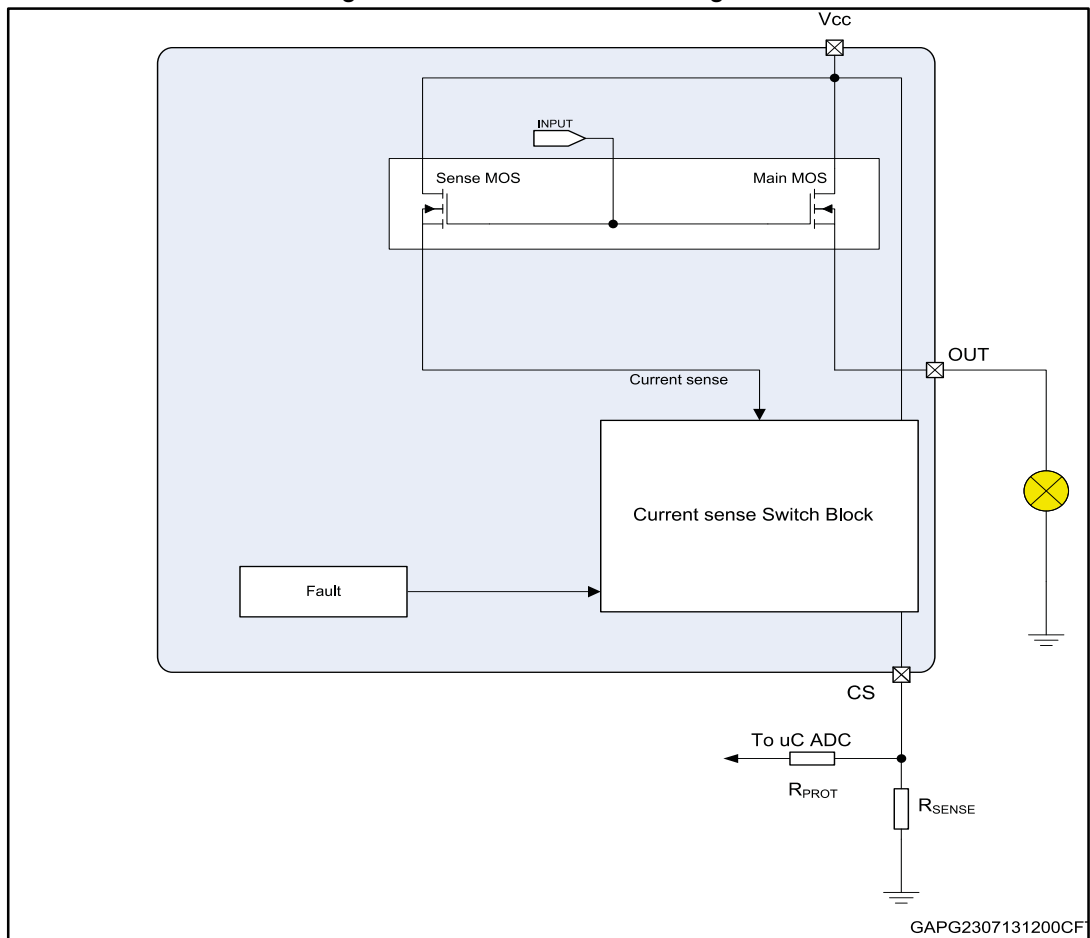 Vcc
INPUT
Sense MOS
Main MOS
OUT
Current sense
Current sense Switch Block
Fault
CS
To uC ADC
RPROT
RSENSE
GAPG2307131200CFT